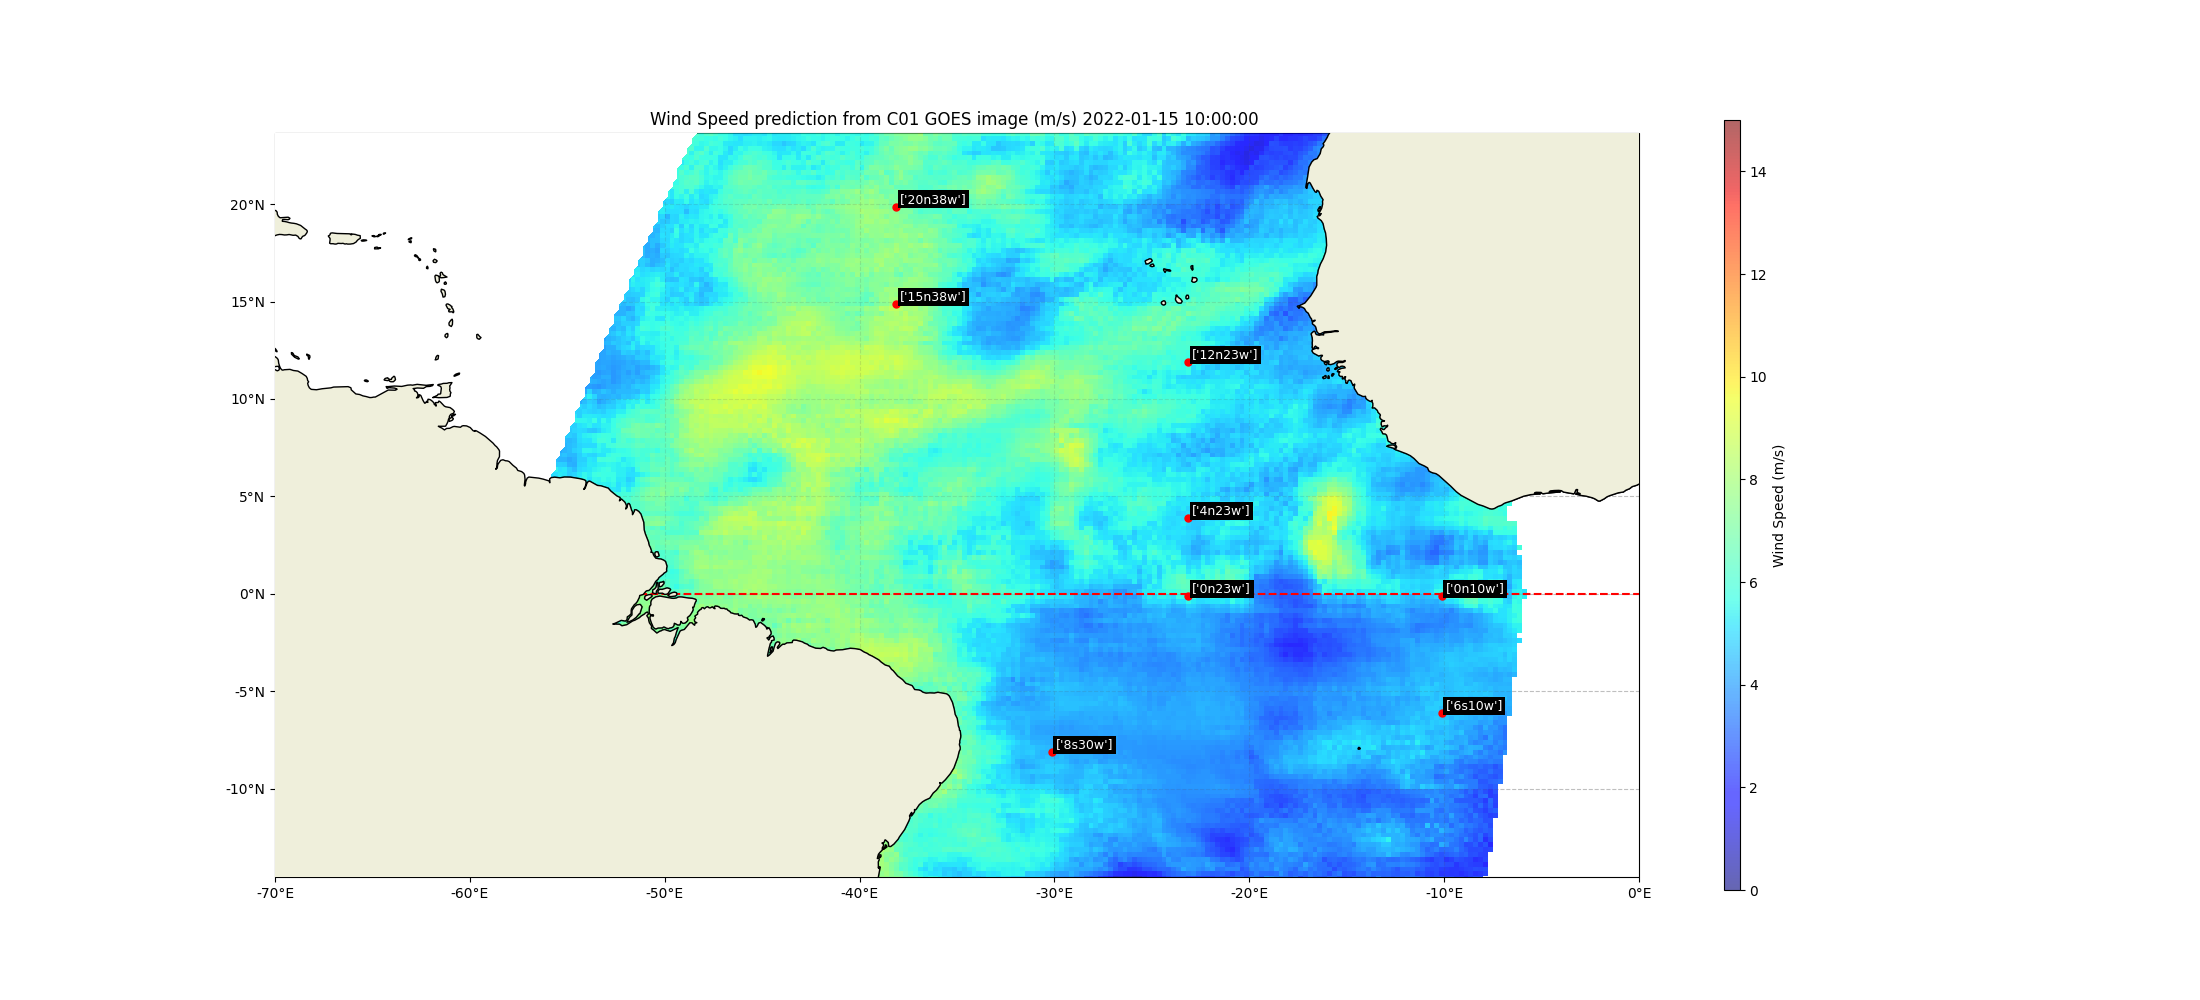 Wind Speed prediction from C01 GOES image (m/s) 2022-01-15 10:00:00
20°N
15°N
10°N
5°N
0°N
-5°N
-10°N
-70°E
-60°E
-50°E
-40°E
-30°E
-20°E
-10°E
0°E
['20n38w']
['15n38w']
['12n23w']
['4n23w']
['0n23w']
['0n10w']
['6s10w']
['8s30w']
14
12
10
8
6
4
2
0
Wind Speed (m/s)